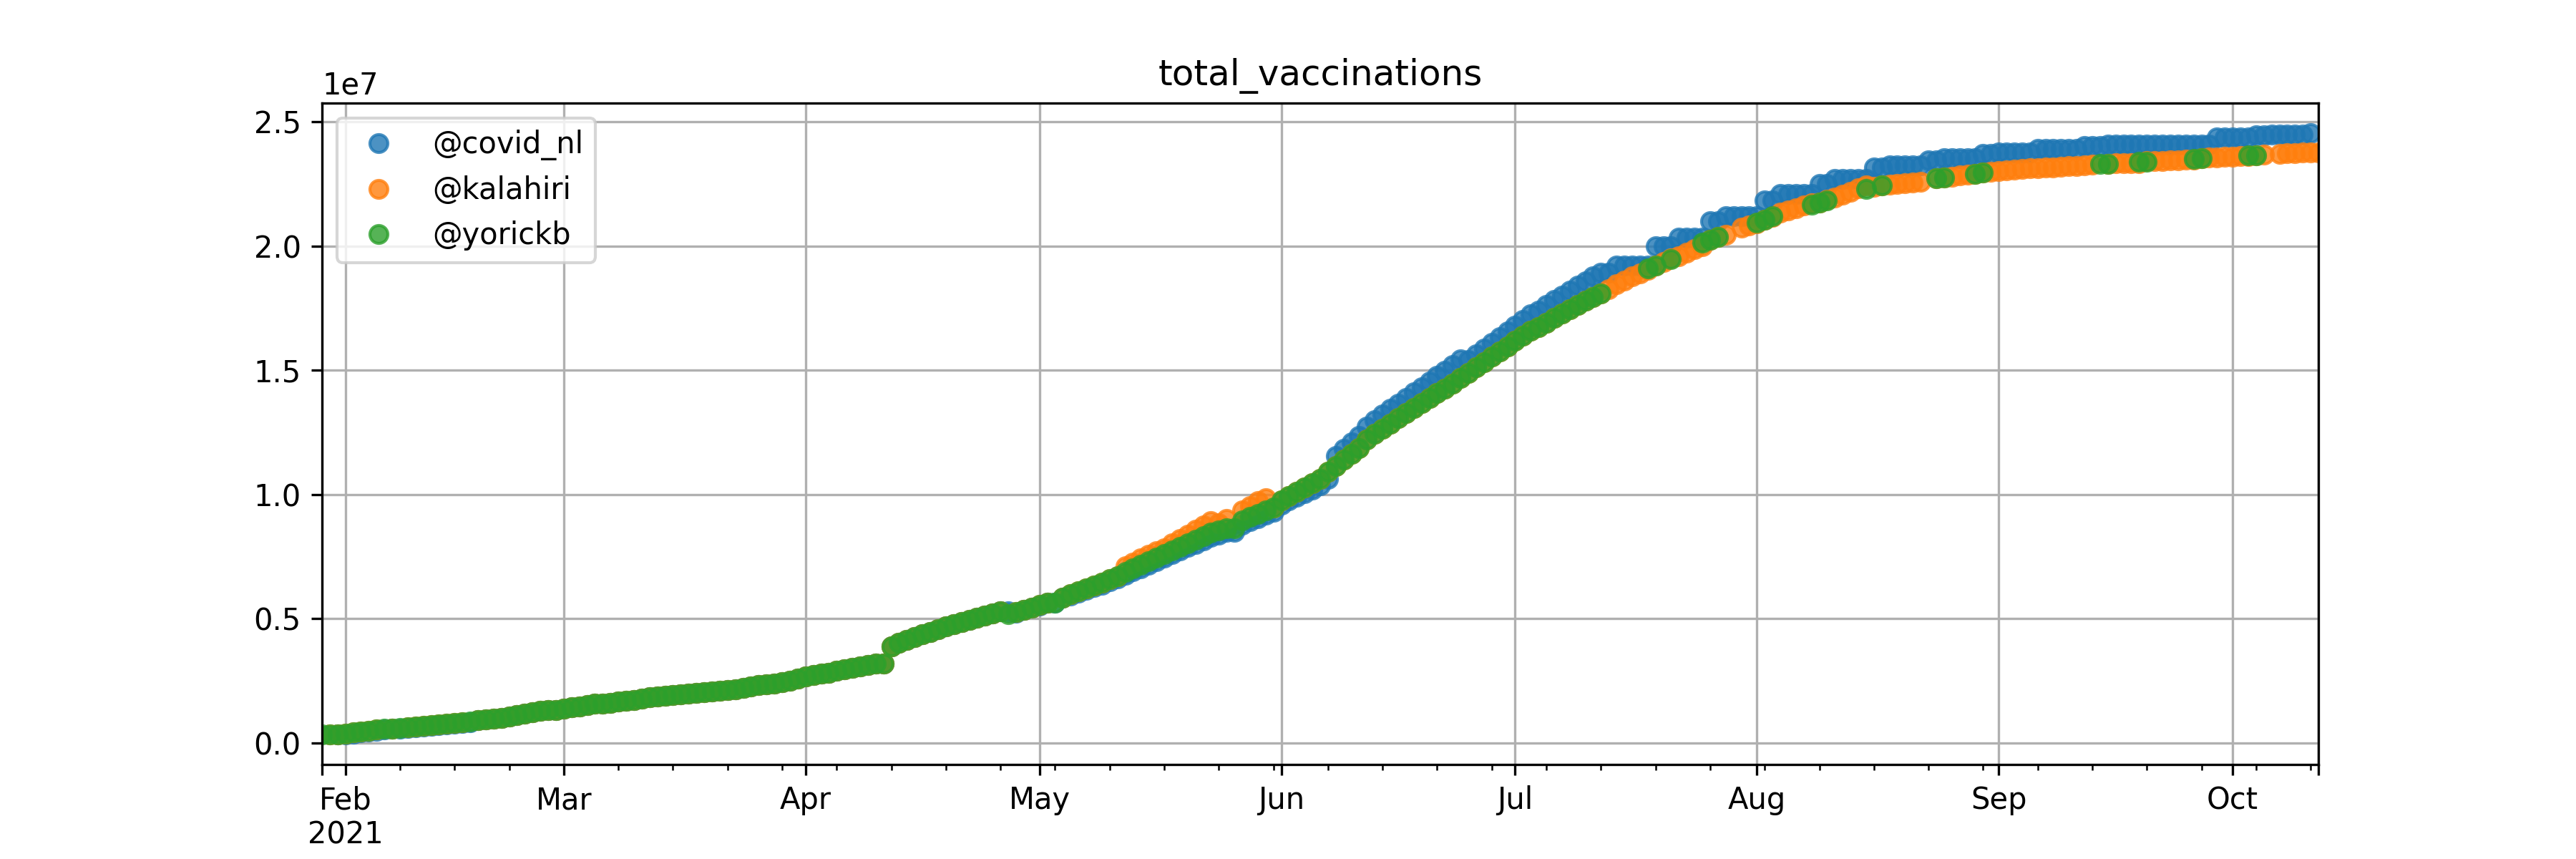 total_vaccinations
1e7
2.5
2.0
1.5
1.0
0.5
0.0
@covid_nl
@kalahiri
@yorickb
Feb Mar Apr May Jun Jul Aug Sep Oct
2021